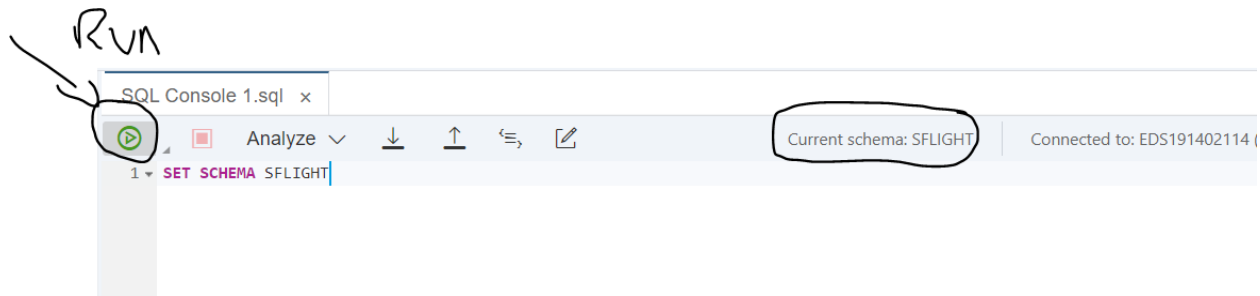 Run
SQL Console 1.sql ×
Analyze Current schema: SFLIGHT Connected to: EDS191402114 (
1 SET SCHEMA SFLIGHT